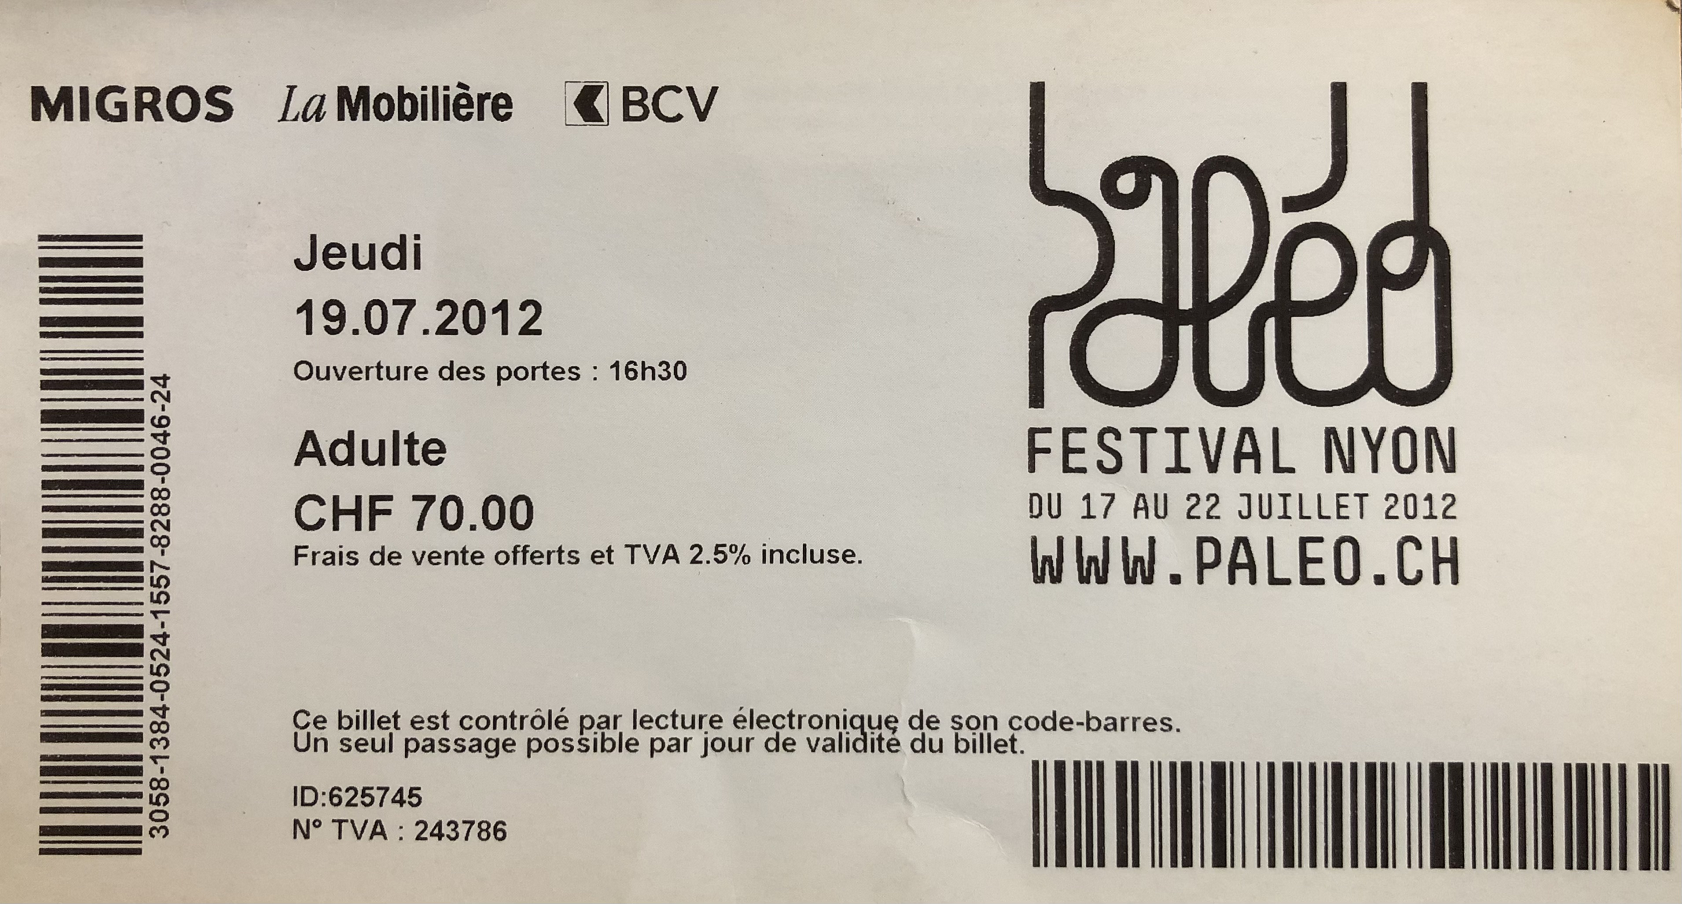 MIGROS La Mobilière BCV
Jeudi
19.07.2012
Ouverture des portes : 16h30
Adulte
CHF 70.00
Frais de vente offerts et TVA 2.5% incluse.
Ce billet est contrôlé par lecture électronique de son code-barres.
Un seul passage possible par jour de validité du billet.
ID:625745
N° TVA : 243786
3058-1384-0524-1557-8288-0046-24
Paléo
FESTIVAL NYON
DU 17 AU 22 JUILLET 2012
WWW.PALEO.CH